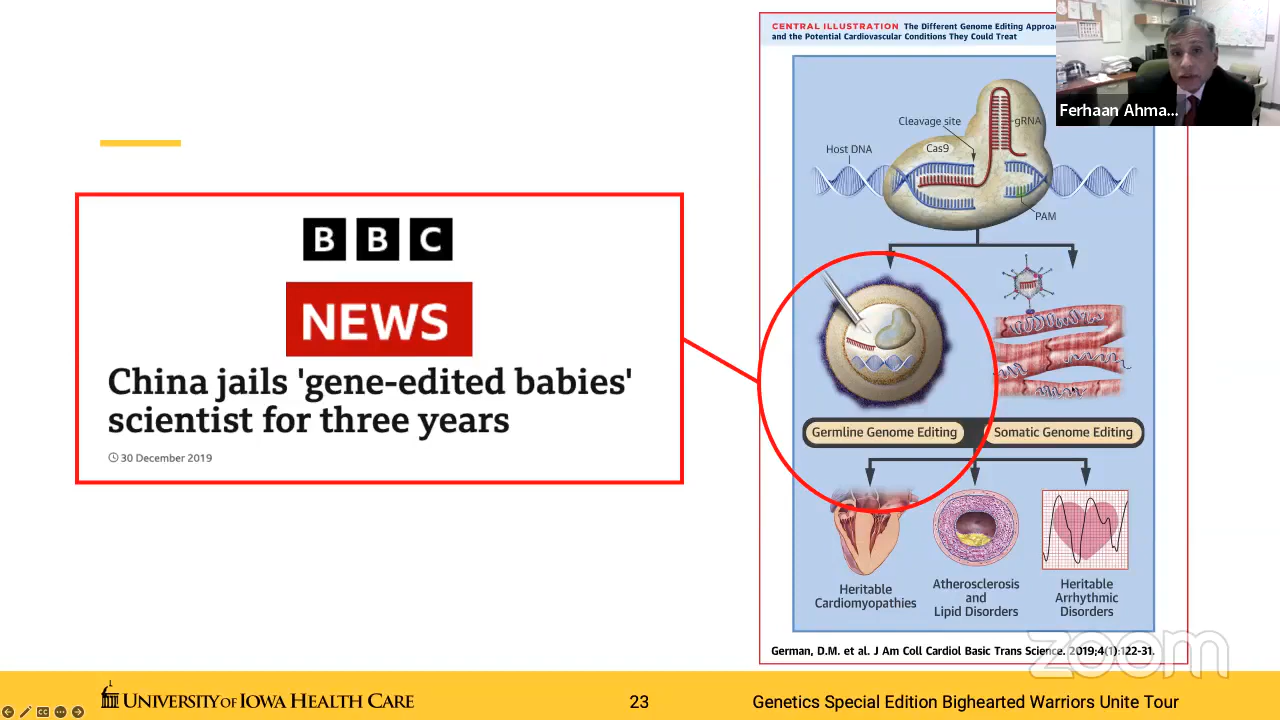 CENTRAL ILLUSTRATION The Different Genome Editing
and the Potential Cardiovascular Conditions They Could Treat
Ferhaan Ahma...
Cleavage site
gRNA
Host DNA
Cas9
PAM
BBC
NEWS
China jails 'gene-edited babies'
scientist for three years
30 December 2019
Germline Genome Editing
Somatic Genome Editing
Heritable
Cardiomyopathies
Atherosclerosis
and
Lipid Disorders
Heritable
Arrhythmic
Disorders
German, D.M. et al. J Am Coll Cardiol Basic Trans Science. 2019;4(1):122-31.
zoom
UNIVERSITY OF IOWA HEALTH CARE
23
Genetics Special Edition Bighearted Warriors Unite Tour
CC